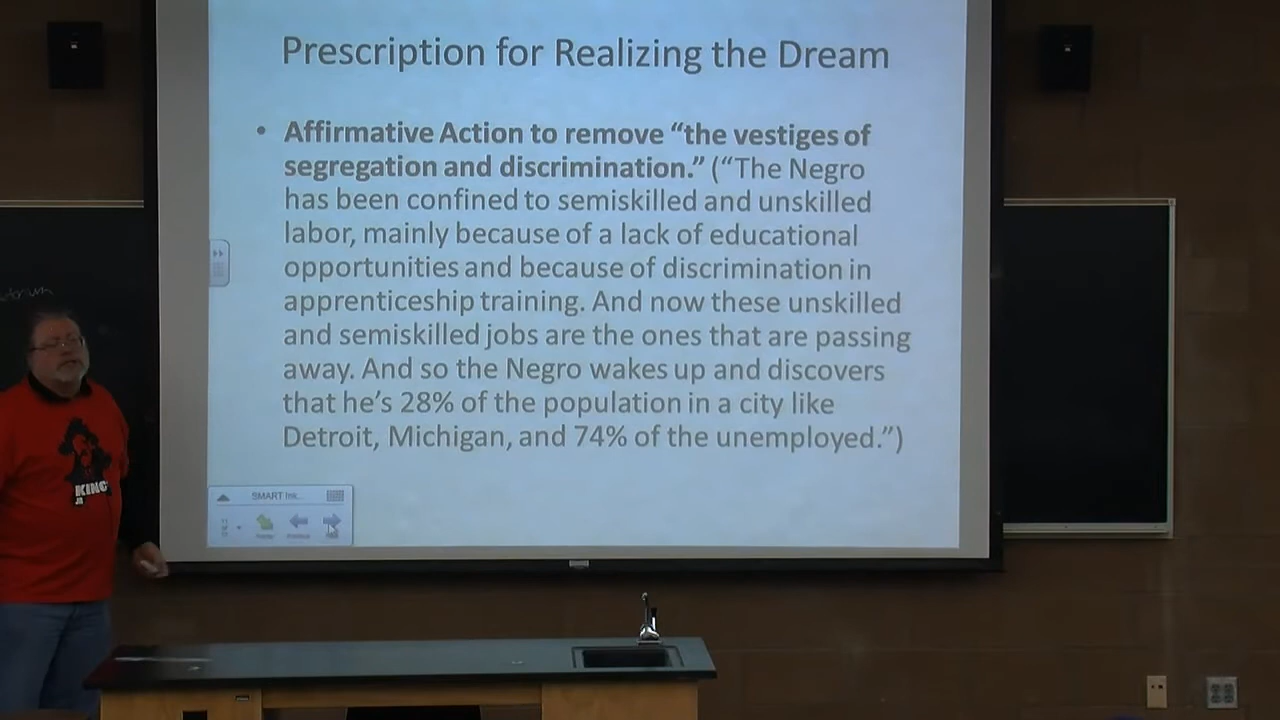 Prescription for Realizing the Dream
• Affirmative Action to remove “the vestiges of
segregation and discrimination.” (“The Negro
has been confined to semiskilled and unskilled
labor, mainly because of a lack of educational
opportunities and because of discrimination in
apprenticeship training. And now these unskilled
and semiskilled jobs are the ones that are passing
away. And so the Negro wakes up and discovers
that he’s 28% of the population in a city like
Detroit, Michigan, and 74% of the unemployed.”)
SMART Ink...
Previous
KING
JR